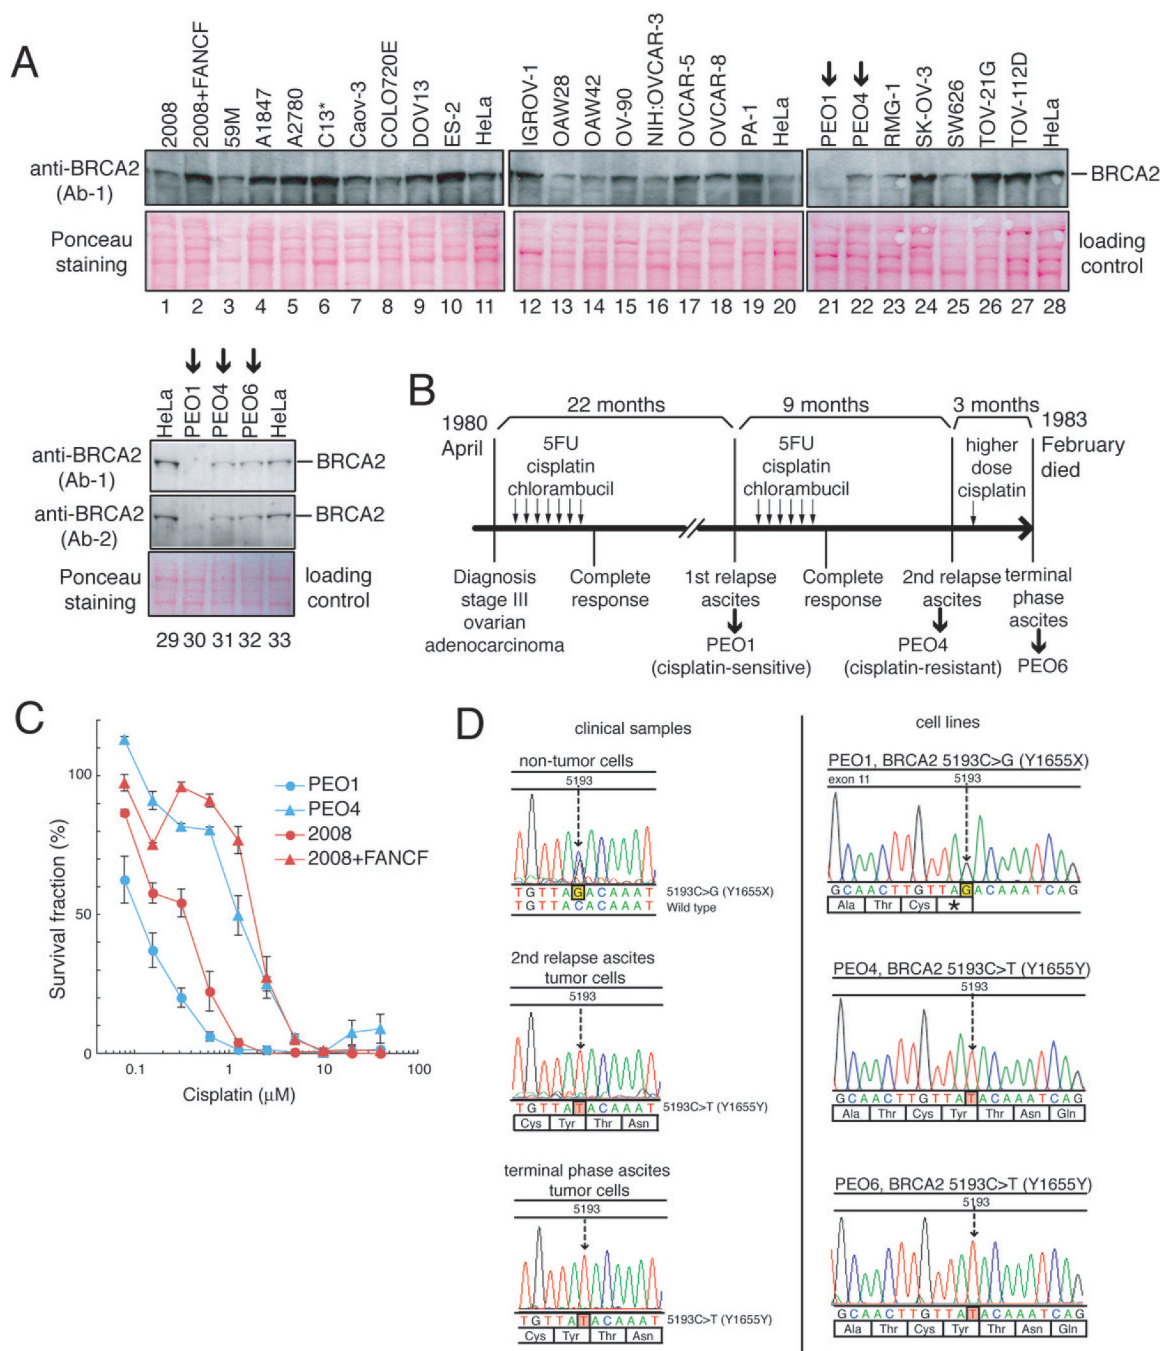 A
2008
2008+FANCF
59M
A1847
A2780
C13*
Caov-3
COLO720E
DOV13
ES-2
HeLa
IGROV-1
OAW28
OAW42
OV-90
NIH:OVCAR-3
OVCAR-5
OVCAR-8
PA-1
HeLa
PEO1
PEO4
RMG-1
SK-OV-3
SW626
TOV-21G
TOV-112D
HeLa
anti-BRCA2
(Ab-1)
BRCA2
Ponceau
staining
loading
control
1 2 3 4 5 6 7 8 9 10 11 12 13 14 15 16 17 18 19 20 21 22 23 24 25 26 27 28
HeLa
PEO1
PEO4
PEO6
HeLa
anti-BRCA2
(Ab-1)
BRCA2
anti-BRCA2
(Ab-2)
BRCA2
Ponceau
staining
loading
control
29 30 31 32 33
B
1980
April
22 months
9 months
3 months
1983
February
died
5FU
cisplatin
chlorambucil
5FU
cisplatin
chlorambucil
higher
dose
cisplatin
Diagnosis
stage III
ovarian
adenocarcinoma
Complete
response
1st relapse
ascites
PEO1
(cisplatin-sensitive)
Complete
response
2nd relapse
ascites
PEO4
(cisplatin-resistant)
terminal
phase
ascites
PEO6
C
Survival fraction (%)
100
50
0
0.1 1 10 100
Cisplatin (μM)
PEO1
PEO4
2008
2008+FANCF
D
clinical samples
non-tumor cells
5193
TGTTAGACAAAT 5193C>G (Y1655X)
TGTTACACAAAT Wild type
2nd relapse ascites
tumor cells
5193
TGTTATACAAAT 5193C>T (Y1655Y)
Cys Tyr Thr Asn
terminal phase ascites
tumor cells
5193
TGTTATACAAAT 5193C>T (Y1655Y)
Cys Tyr Thr Asn
cell lines
PEO1, BRCA2 5193C>G (Y1655X)
exon 11 5193
GCAACTTGTTAGACAAATCAG
Ala Thr Cys *
PEO4, BRCA2 5193C>T (Y1655Y)
5193
GCAACTTGTTATACAAATCAG
Ala Thr Cys Tyr Thr Asn Gln
PEO6, BRCA2 5193C>T (Y1655Y)
5193
GCAACTTGTTATACAAATCAG
Ala Thr Cys Tyr Thr Asn Gln